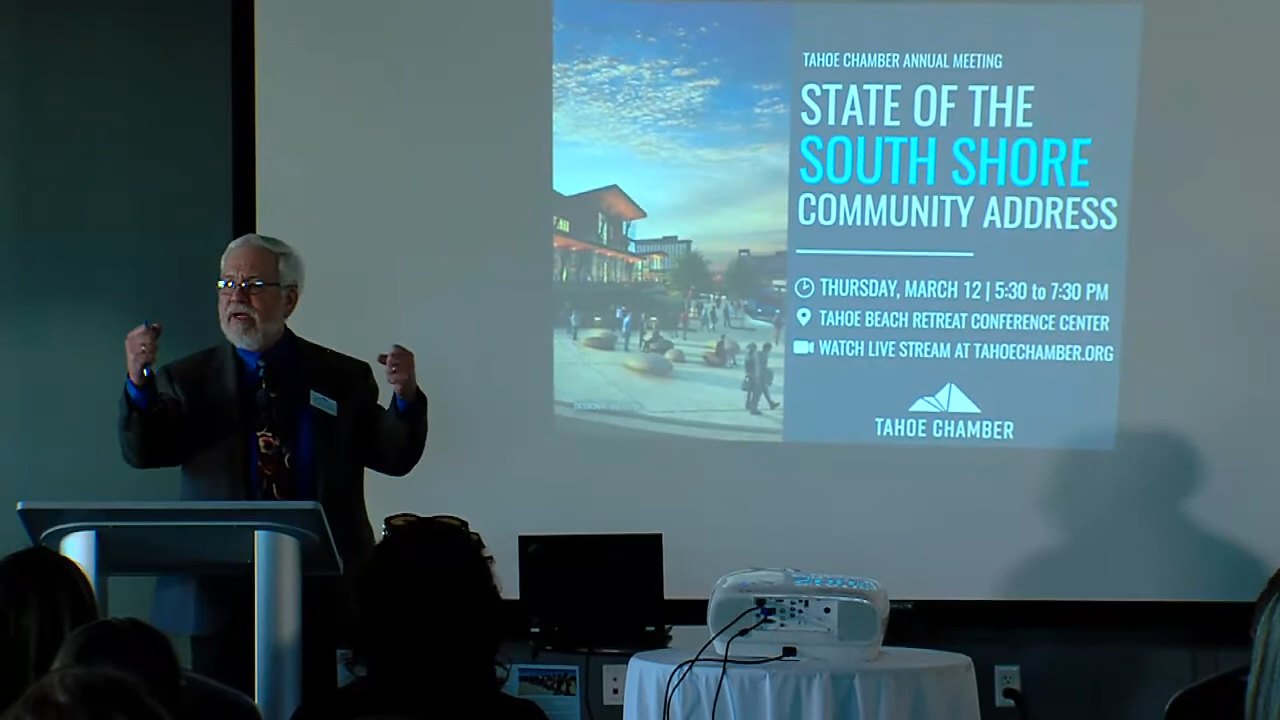 TAHOE CHAMBER ANNUAL MEETING
STATE OF THE
SOUTH SHORE
COMMUNITY ADDRESS
THURSDAY, MARCH 12 | 5:30 to 7:30 PM
TAHOE BEACH RETREAT CONFERENCE CENTER
WATCH LIVE STREAM AT TAHOECHAMBER.ORG
TAHOE CHAMBER